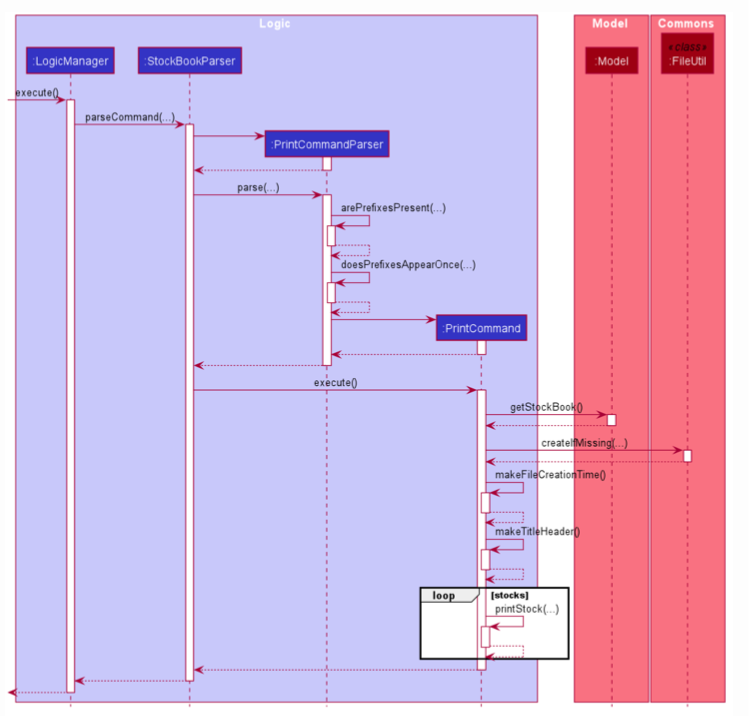 Logic
Model
Commons
:LogicManager
:StockBookParser
:Model
«class»
:FileUtil
execute()
parseCommand(...)
:PrintCommandParser
parse(...)
arePrefixesPresent(...)
doesPrefixesAppearOnce(...)
:PrintCommand
execute()
getStockBook()
createIfMissing(...)
makeFileCreationTime()
makeTitleHeader()
loop [stocks]
printStock(...)